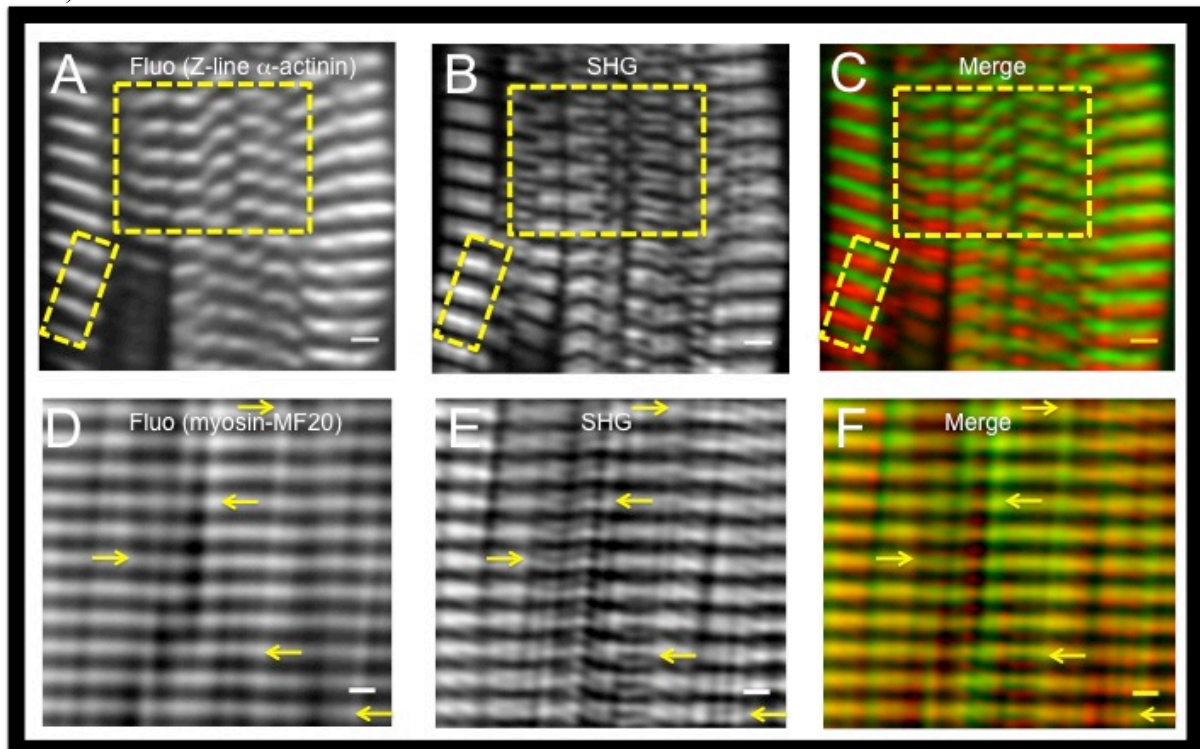 A Fluo (Z-line α-actinin)
B SHG
C Merge
D Fluo (myosin-MF20)
E SHG
F Merge